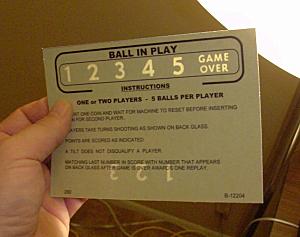 BALL IN PLAY
1 2 3 4 5 GAME OVER
INSTRUCTIONS
ONE or TWO PLAYERS - 5 BALLS PER PLAYER
ONE COIN AND WAIT FOR MACHINE TO RESET BEFORE INSERTING
FOR SECOND PLAYER.
PLAYERS TAKE TURNS SHOOTING AS SHOWN ON BACK GLASS.
POINTS ARE SCORED AS INDICATED.
A TILT DOES NOT DISQUALIFY A PLAYER.
MATCHING LAST NUMBER IN SCORE WITH NUMBER THAT APPEARS
ON BACK GLASS AFTER GAME OVER AWARDS ONE REPLAY.
B-12204